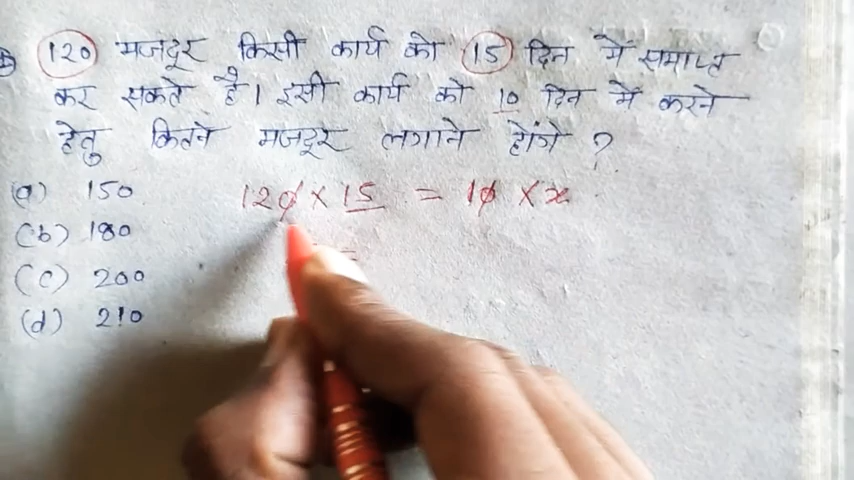 120 मजदूर किसी कार्य को 15 दिन में समाप्त
कर सकते है। इसी कार्य को 10 दिन में करने
हेतु कितने मजदूर लगाने होंगे ?
(a) 150
120 × 15 = 10 × x
(b) 180
(c) 200
(d) 210